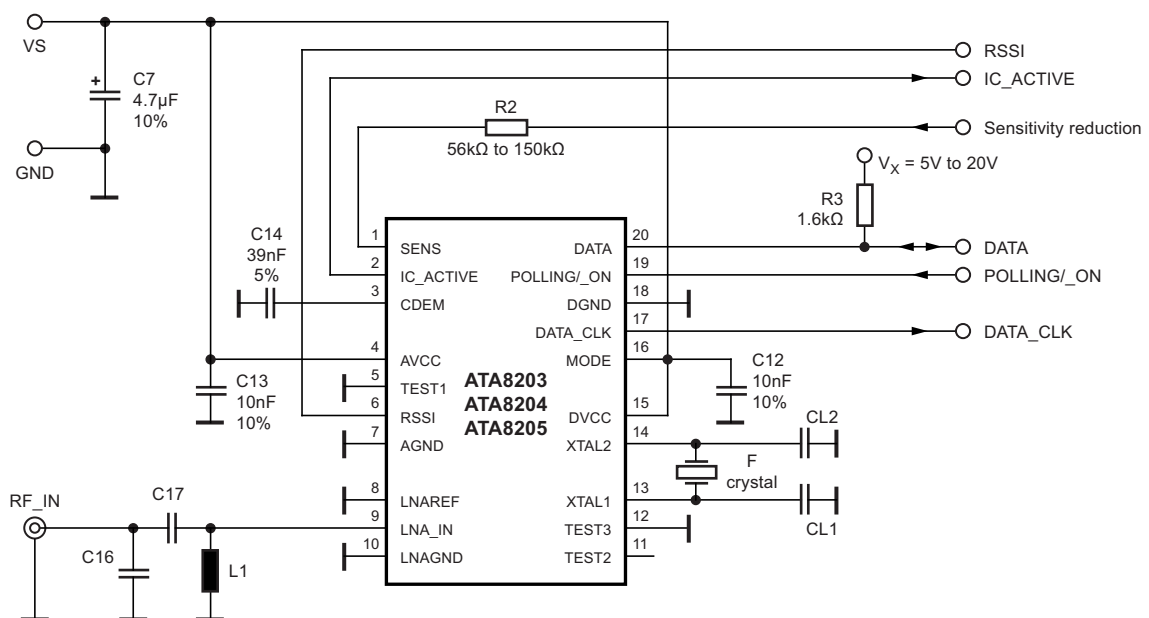 VS
C7
+
4.7µF
10%
GND
RSSI
IC_ACTIVE
R2
56kΩ to 150kΩ
Sensitivity reduction
VX = 5V to 20V
R3
1.6kΩ
C14
39nF
5%
1
SENS
2
IC_ACTIVE
3
CDEM
4
AVCC
5
TEST1
6
RSSI
7
AGND
8
LNAREF
9
LNA_IN
10
LNAGND
ATA8203
ATA8204
ATA8205
20
DATA
19
POLLING/_ON
18
DGND
17
DATA_CLK
16
MODE
15
DVCC
14
XTAL2
13
XTAL1
12
TEST3
11
TEST2
DATA
POLLING/_ON
DATA_CLK
C12
10nF
10%
C13
10nF
10%
CL2
F
crystal
CL1
RF_IN
C17
C16
L1